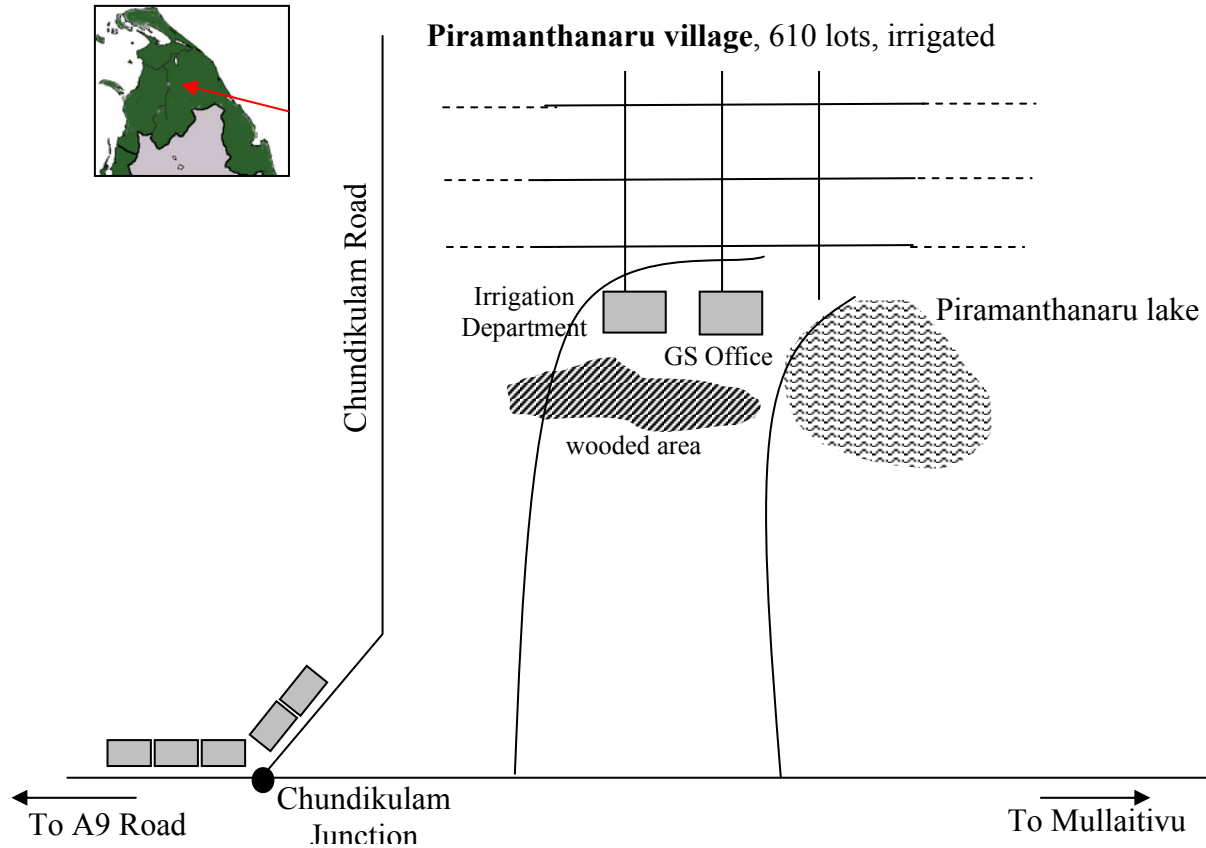 Piramanthanaru village, 610 lots, irrigated
Chundikulam Road
Irrigation
Department
GS Office
Piramanthanaru lake
wooded area
Chundikulam
Junction
To A9 Road
To Mullaitivu